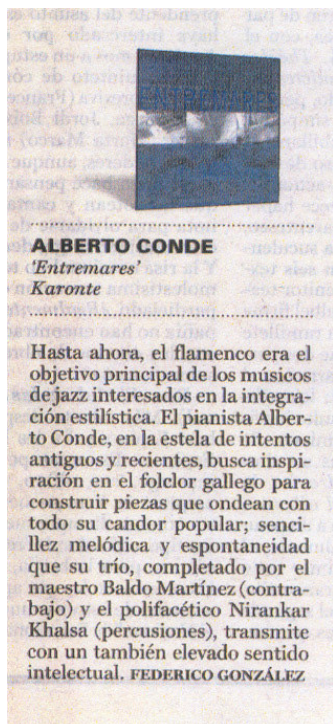 ENTREMARES
ALBERTO CONDE
'Entremares'
Karonte
Hasta ahora, el flamenco era el
objetivo principal de los músicos
de jazz interesados en la integra-
ción estilística. El pianista Alber-
to Conde, en la estela de intentos
antiguos y recientes, busca inspi-
ración en el folclor gallego para
construir piezas que ondean con
todo su candor popular; senci-
llez melódica y espontaneidad
que su trío, completado por el
maestro Baldo Martínez (contra-
bajo) y el polifacético Nirankar
Khalsa (percusiones), transmite
con un también elevado sentido
intelectual. FEDERICO GONZÁLEZ